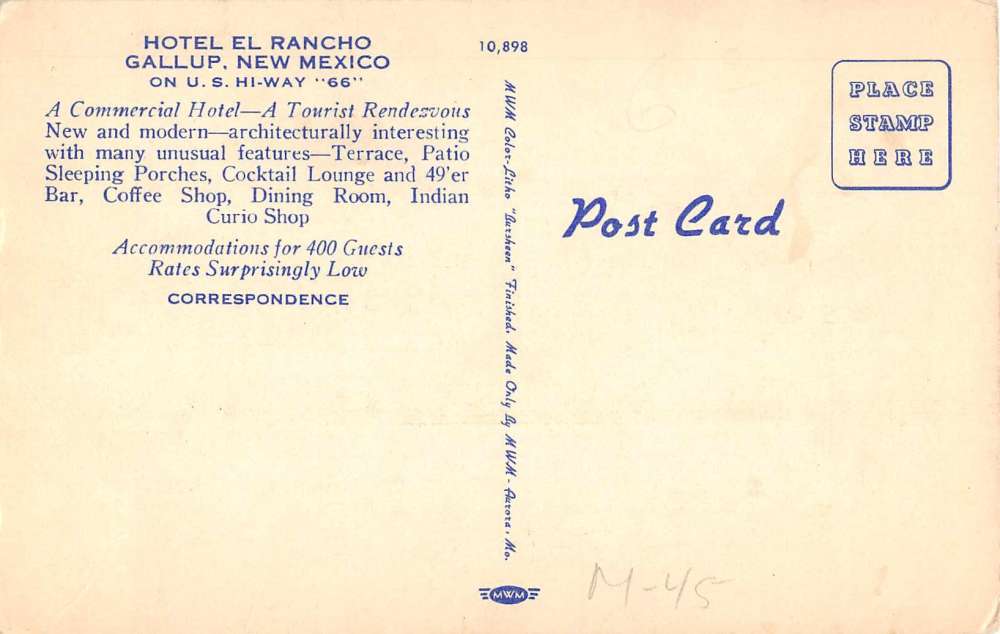 HOTEL EL RANCHO
GALLUP, NEW MEXICO
ON U. S. HI-WAY "66"
A Commercial Hotel—A Tourist Rendezvous
New and modern—architecturally interesting
with many unusual features—Terrace, Patio
Sleeping Porches, Cocktail Lounge and 49'er
Bar, Coffee Shop, Dining Room, Indian
Curio Shop
Accommodations for 400 Guests
Rates Surprisingly Low
CORRESPONDENCE
10,898
MWM Color-Litho "Darsheen" Finished. Made Only By MWM - Aurora, Mo.
MWM
PLACE
STAMP
HERE
Post Card
M-45